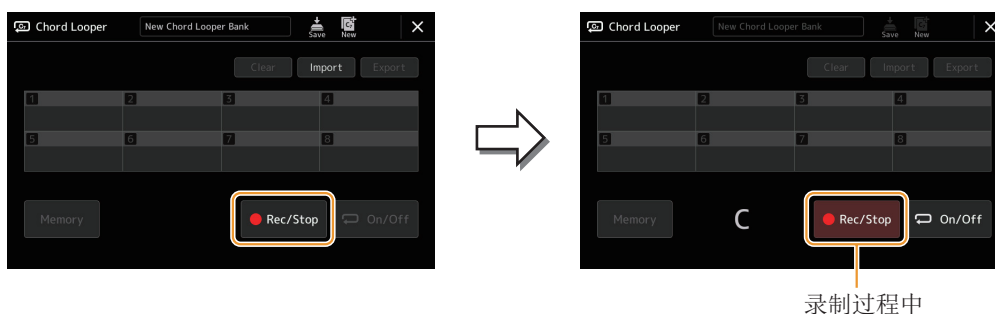 Chord Looper New Chord Looper Bank Save New
Clear Import Export
1 2 3 4
5 6 7 8
Memory Rec/Stop On/Off
Chord Looper New Chord Looper Bank Save New
Clear Import Export
1 2 3 4
5 6 7 8
Memory C Rec/Stop On/Off
录制过程中